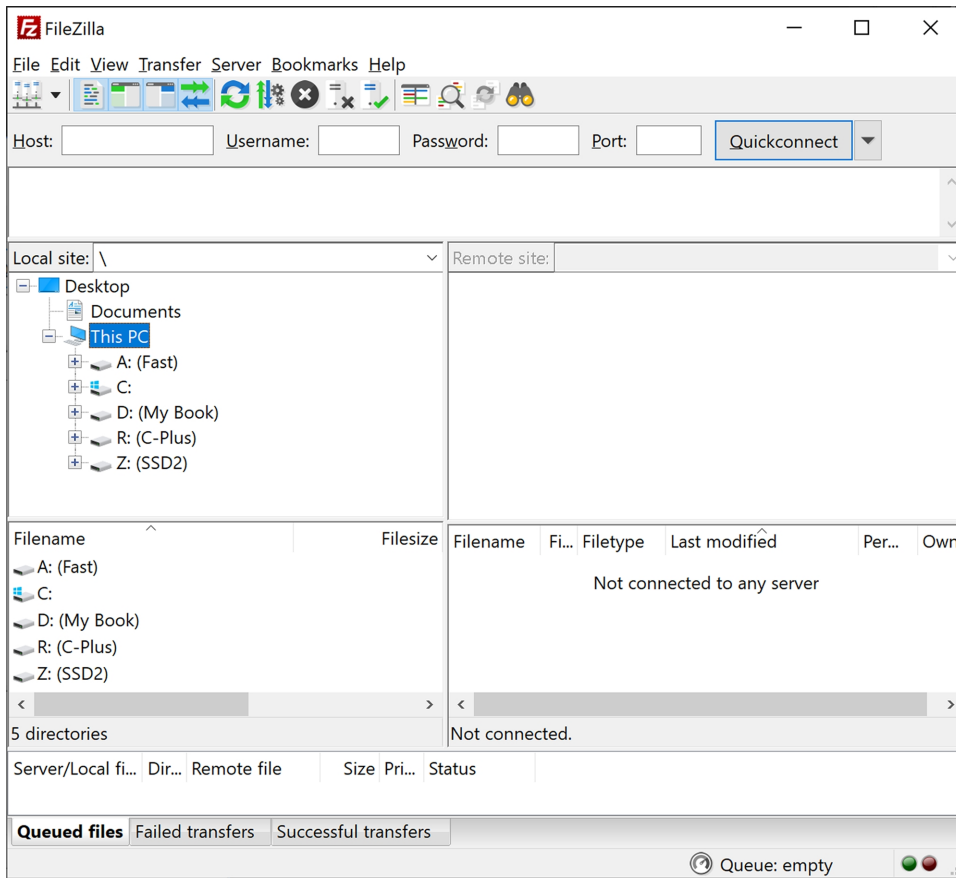 FileZilla
File Edit View Transfer Server Bookmarks Help
Host: Username: Password: Port: Quickconnect
Local site: \
Remote site:
Desktop
Documents
This PC
A: (Fast)
C:
D: (My Book)
R: (C-Plus)
Z: (SSD2)
Filename Filesize
A: (Fast)
C:
D: (My Book)
R: (C-Plus)
Z: (SSD2)
5 directories
Filename Fi... Filetype Last modified Per... Own
Not connected to any server
Not connected.
Server/Local fi... Dir... Remote file Size Pri... Status
Queued files Failed transfers Successful transfers
Queue: empty